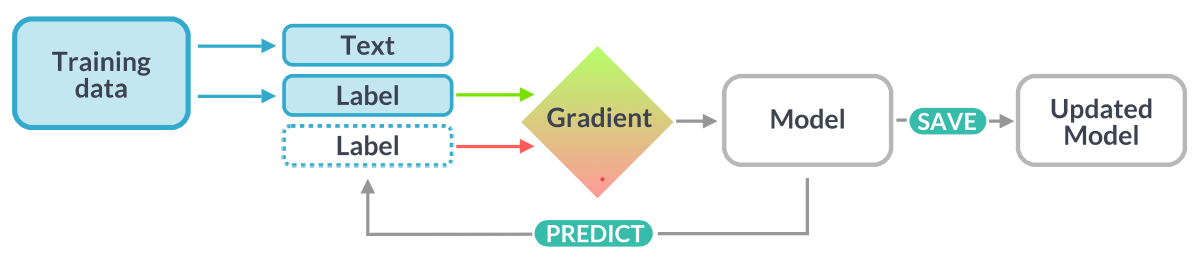 Training
data
Text
Label
Label
Gradient
Model
SAVE
Updated
Model
PREDICT